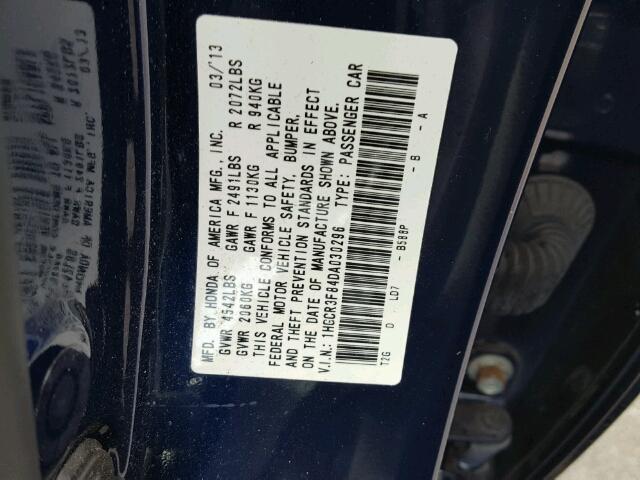 MFD. BY HONDA OF AMERICA MFG., INC. 03/'13
GVWR 4542LBS GAWR F 2491LBS R 2072LBS
GVWR 2060KG GAWR F 1130KG R 940KG
THIS VEHICLE CONFORMS TO ALL APPLICABLE
FEDERAL MOTOR VEHICLE SAFETY, BUMPER,
AND THEFT PREVENTION STANDARDS IN EFFECT
ON THE DATE OF MANUFACTURE SHOWN ABOVE.
V.I.N.: 1HGCR3F84DA030296 TYPE: PASSENGER CAR
T2G D LD7 - B588P - B - A